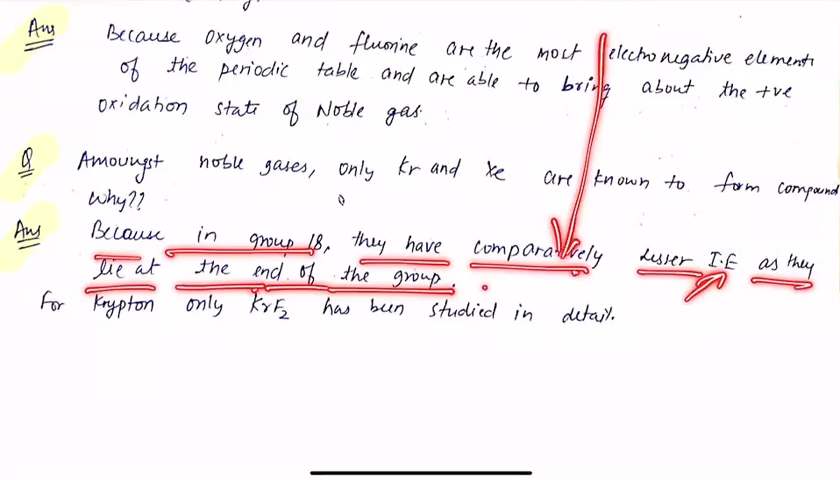 Ans Because oxygen and fluorine are the most electronegative element
of the periodic table and are able to bring about the +ve
oxidation state of Noble gas.
Q Amoungst noble gases, only Kr and Xe are known to form compound
Why??
Ans Because in group 18, they have comparatively lesser I.E as they
lie at the end of the group.
For Krypton only KrF₂ has been studied in detail.